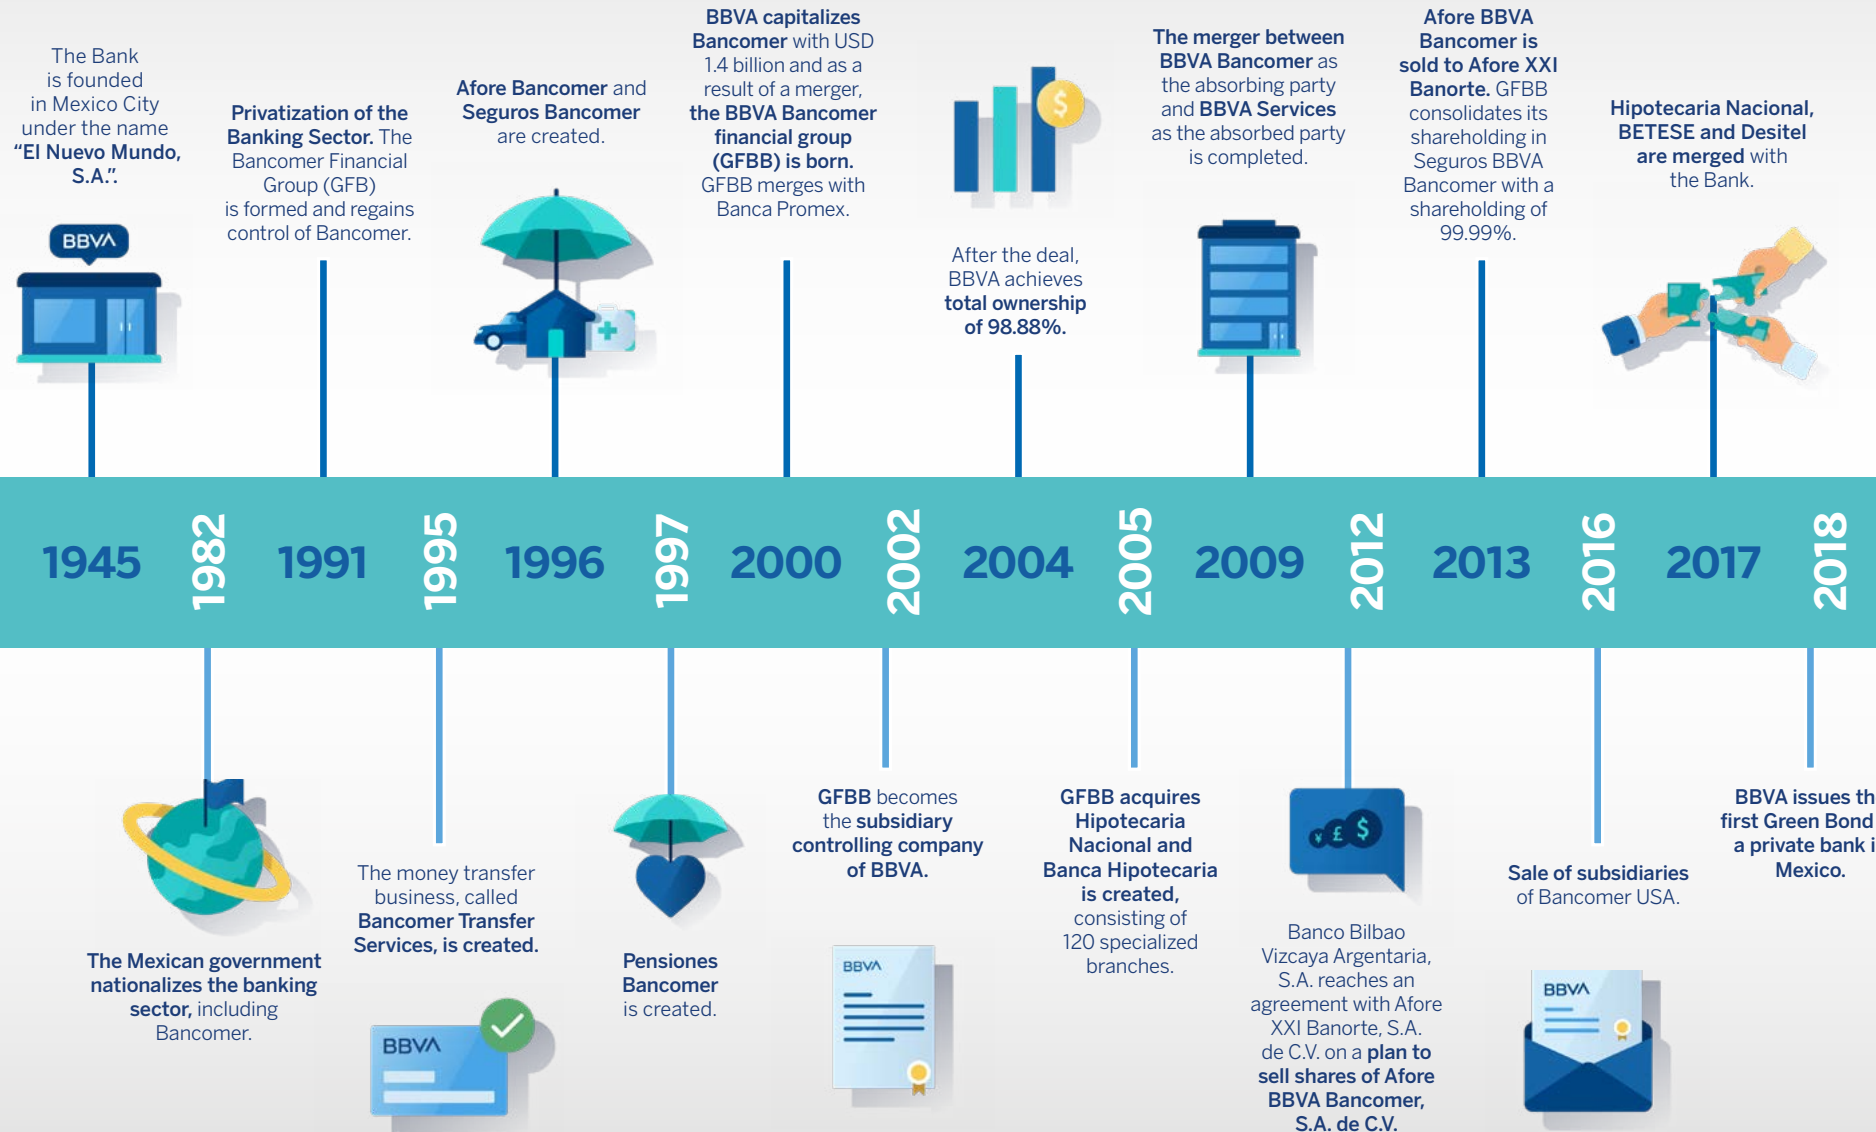 The Bank
is founded
in Mexico City
under the name
“El Nuevo Mundo,
S.A.”.
BBVA
Privatization of the
Banking Sector. The
Bancomer Financial
Group (GFB)
is formed and regains
control of Bancomer.
Afore Bancomer and
Seguros Bancomer
are created.
BBVA capitalizes
Bancomer with USD
1.4 billion and as a
result of a merger,
the BBVA Bancomer
financial group
(GFBB) is born.
GFBB merges with
Banca Promex.
$
After the deal,
BBVA achieves
total ownership
of 98.88%.
The merger between
BBVA Bancomer as
the absorbing party
and BBVA Services
as the absorbed party
is completed.
Afore BBVA
Bancomer is
sold to Afore XXI
Banorte. GFBB
consolidates its
shareholding in
Seguros BBVA
Bancomer with a
shareholding of
99.99%.
Hipotecaria Nacional,
BETESE and Desitel
are merged with
the Bank.
1945
1982
1991
1995
1996
1997
2000
2002
2004
2005
2009
2012
2013
2016
2017
2018
The Mexican government
nationalizes the banking
sector, including
Bancomer.
The money transfer
business, called
Bancomer Transfer
Services, is created.
BBVA
Pensiones
Bancomer
is created.
GFBB becomes
the subsidiary
controlling company
of BBVA.
BBVA
GFBB acquires
Hipotecaria
Nacional and
Banca Hipotecaria
is created,
consisting of
120 specialized
branches.
¥ £ $
Banco Bilbao
Vizcaya Argentaria,
S.A. reaches an
agreement with Afore
XXI Banorte, S.A.
de C.V. on a plan to
sell shares of Afore
BBVA Bancomer,
S.A. de C.V.
Sale of subsidiaries
of Bancomer USA.
BBVA
BBVA issues th
first Green Bond
a private bank i
Mexico.